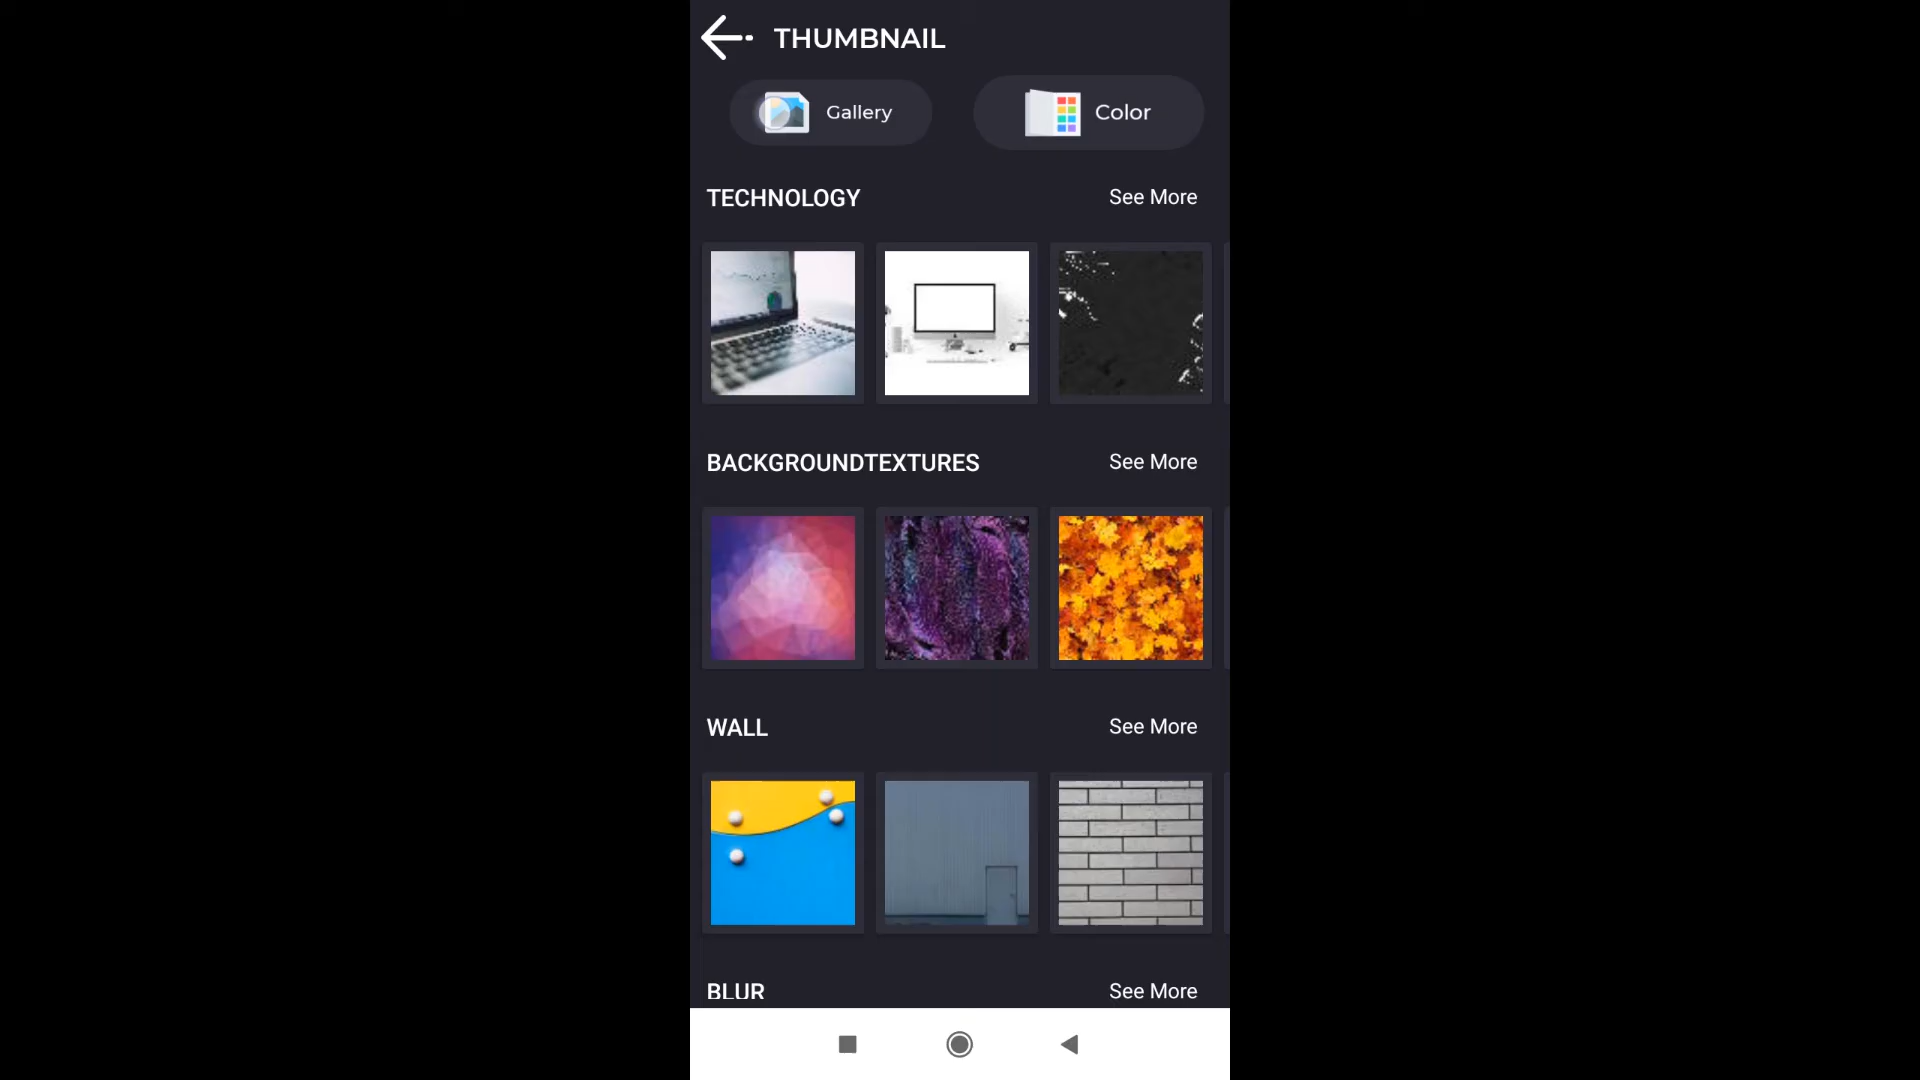 THUMBNAIL
Gallery
Color
TECHNOLOGY
See More
BACKGROUNDTEXTURES
See More
WALL
See More
BLUR
See More